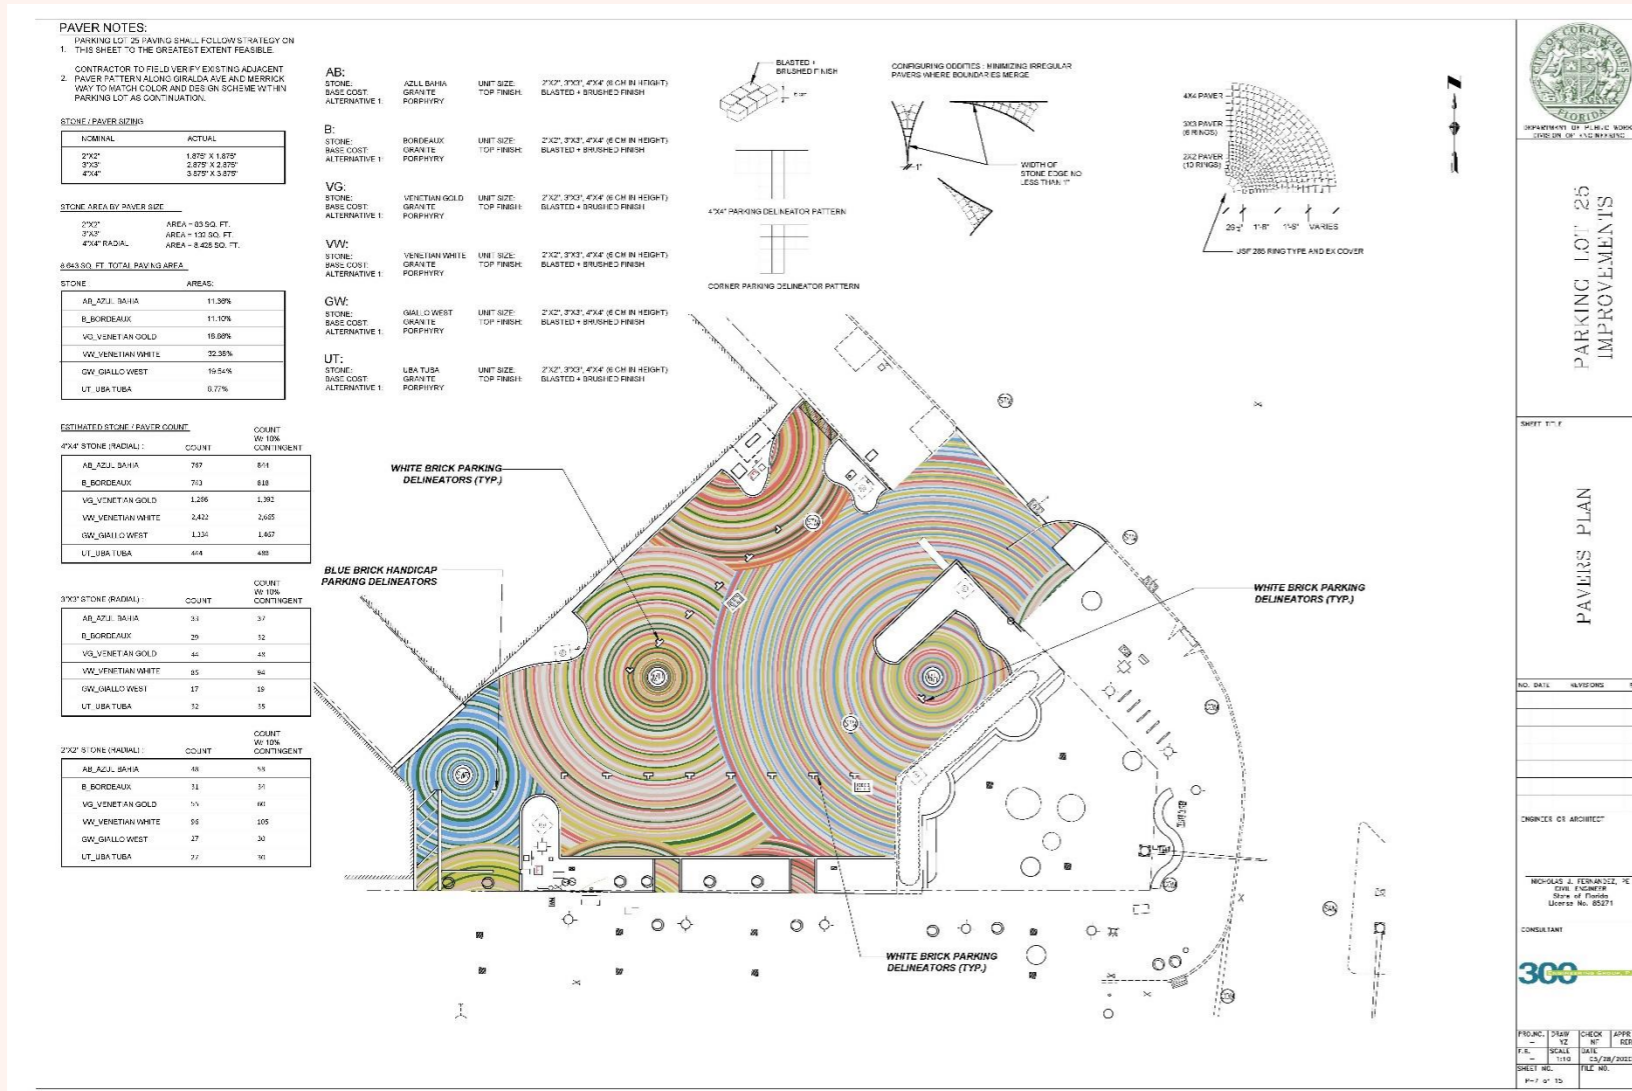 PAVER NOTES:
PARKING LOT 25 PAVING SHALL FOLLOW STRATEGY ON
1. THIS SHEET TO THE GREATEST EXTENT FEASIBLE.
CONTRACTOR TO FIELD VERIFY EXISTING ADJACENT
2. PAVER PATTERN ALONG GIRALDA AVE AND MERRICK
WAY TO MATCH COLOR AND DESIGN SCHEME WITHIN
PARKING LOT AS CONTINUATION.
STONE / PAVER SIZING
NOMINAL ACTUAL
2"X2" 1.875" X 1.875"
3"X3" 2.875" X 2.875"
4"X4" 3.875" X 3.875"
STONE AREA BY PAVER SIZE
2"X2" AREA = 83 SQ. FT.
3"X3" AREA = 132 SQ. FT.
4"X4" RADIAL AREA = 8,428 SQ. FT.
8,643 SQ. FT. TOTAL PAVING AREA
STONE AREAS:
AB_AZUL BAHIA 11.36%
B_BORDEAUX 11.10%
VG_VENETIAN GOLD
VW_VENETIAN WHITE 32.38%
GW_GIALLO WEST 19.54%
UT_UBA TUBA
ESTIMATED STONE / PAVER COUNT
4"X4" STONE (RADIAL) : COUNT COUNT W/ 10% CONTINGENT
AB_AZUL BAHIA 767 844
B_BORDEAUX 743 818
VG_VENETIAN GOLD 1,392
VW_VENETIAN WHITE 2,422 2,665
GW_GIALLO WEST 1,334 1,467
UT_UBA TUBA 444 488
3"X3" STONE (RADIAL) : COUNT COUNT W/ 10% CONTINGENT
AB_AZUL BAHIA 33 37
B_BORDEAUX 29 32
VG_VENETIAN GOLD 44 48
VW_VENETIAN WHITE 85 94
GW_GIALLO WEST 17 19
UT_UBA TUBA 32 35
2"X2" STONE (RADIAL) : COUNT COUNT W/ 10% CONTINGENT
AB_AZUL BAHIA 48 53
B_BORDEAUX 31 34
VG_VENETIAN GOLD 55 60
VW_VENETIAN WHITE 96 105
GW_GIALLO WEST 27 30
UT_UBA TUBA 27 30
AB:
STONE: AZUL BAHIA UNIT SIZE: 2"X2", 3"X3", 4"X4" (6 CM IN HEIGHT)
BASE COST: GRANITE TOP FINISH: BLASTED + BRUSHED FINISH
ALTERNATIVE 1: PORPHYRY
B:
STONE: BORDEAUX UNIT SIZE: 2"X2", 3"X3", 4"X4" (6 CM IN HEIGHT)
BASE COST: GRANITE TOP FINISH: BLASTED + BRUSHED FINISH
ALTERNATIVE 1: PORPHYRY
VG:
STONE: VENETIAN GOLD UNIT SIZE: 2"X2", 3"X3", 4"X4" (6 CM IN HEIGHT)
BASE COST: GRANITE TOP FINISH: BLASTED + BRUSHED FINISH
ALTERNATIVE 1: PORPHYRY
VW:
STONE: VENETIAN WHITE UNIT SIZE: 2"X2", 3"X3", 4"X4" (6 CM IN HEIGHT)
BASE COST: GRANITE TOP FINISH: BLASTED + BRUSHED FINISH
ALTERNATIVE 1: PORPHYRY
GW:
STONE: GIALLO WEST UNIT SIZE: 2"X2", 3"X3", 4"X4" (6 CM IN HEIGHT)
BASE COST: GRANITE TOP FINISH: BLASTED + BRUSHED FINISH
ALTERNATIVE 1: PORPHYRY
UT:
STONE: UBA TUBA UNIT SIZE: 2"X2", 3"X3", 4"X4" (6 CM IN HEIGHT)
BASE COST: GRANITE TOP FINISH: BLASTED + BRUSHED FINISH
ALTERNATIVE 1: PORPHYRY
BLASTED +
BRUSHED FINISH
4"X4" PARKING DELINEATOR PATTERN
CORNER PARKING DELINEATOR PATTERN
CONFIGURING ODDITIES : MINIMIZING IRREGULAR
PAVERS WHERE BOUNDARIES MERGE
1"
WIDTH OF
STONE EDGE NO
LESS THAN 1"
4X4 PAVER
3X3 PAVER
(6 RINGS)
2X2 PAVER
(10 RINGS)
VARIES
USF 285 RING TYPE AND EX COVER
WHITE BRICK PARKING
DELINEATORS (TYP.)
BLUE BRICK HANDICAP
PARKING DELINEATORS
WHITE BRICK PARKING
DELINEATORS (TYP.)
WHITE BRICK PARKING
DELINEATORS (TYP.)
CITY OF CORAL GABLES
FLORIDA
DEPARTMENT OF PUBLIC WORK
DIVISION OF ENGINEERING
PARKING LOT 25
IMPROVEMENTS
SHEET TITLE
PAVERS PLAN
NO. DATE REVISIONS
ENGINEER OR ARCHITECT
NICHOLAS J. FERNANDEZ, PE
CIVIL ENGINEER
State of Florida
License No. 85271
CONSULTANT
300
PROJ.NO. DRAW CHECK APPR
YZ NF RER
F.B. SCALE DATE
1:10
SHEET NO. FILE NO.
P-7 of 15